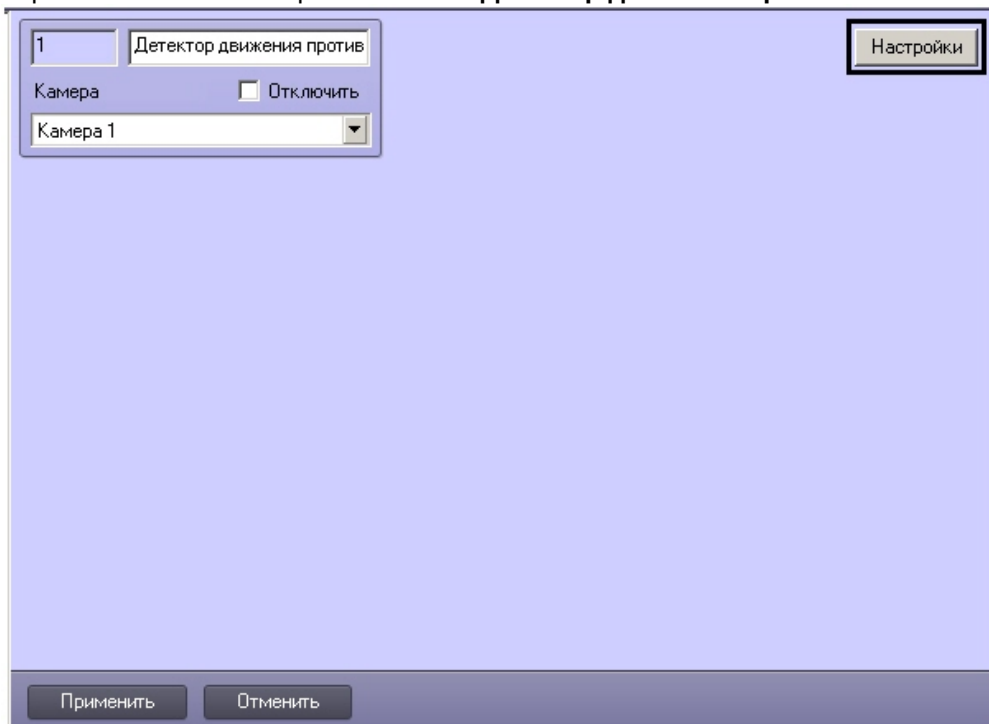 1
Детектор движения против
Настройки
Камера
Отключить
Камера 1
Применить
Отменить